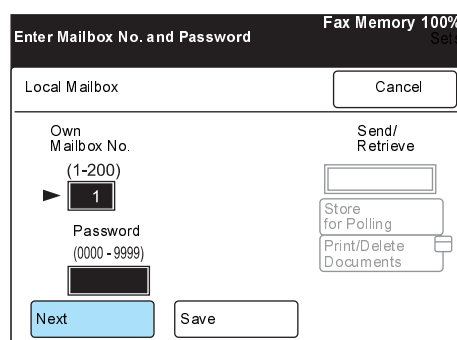 Fax Memory 100%
Enter Mailbox No. and Password
Sets
Local Mailbox
Cancel
Own
Mailbox No.
(1-200)
1
Password
(0000 - 9999)
Next
Save
Send/
Retrieve
Store
for Polling
Print/Delete
Documents